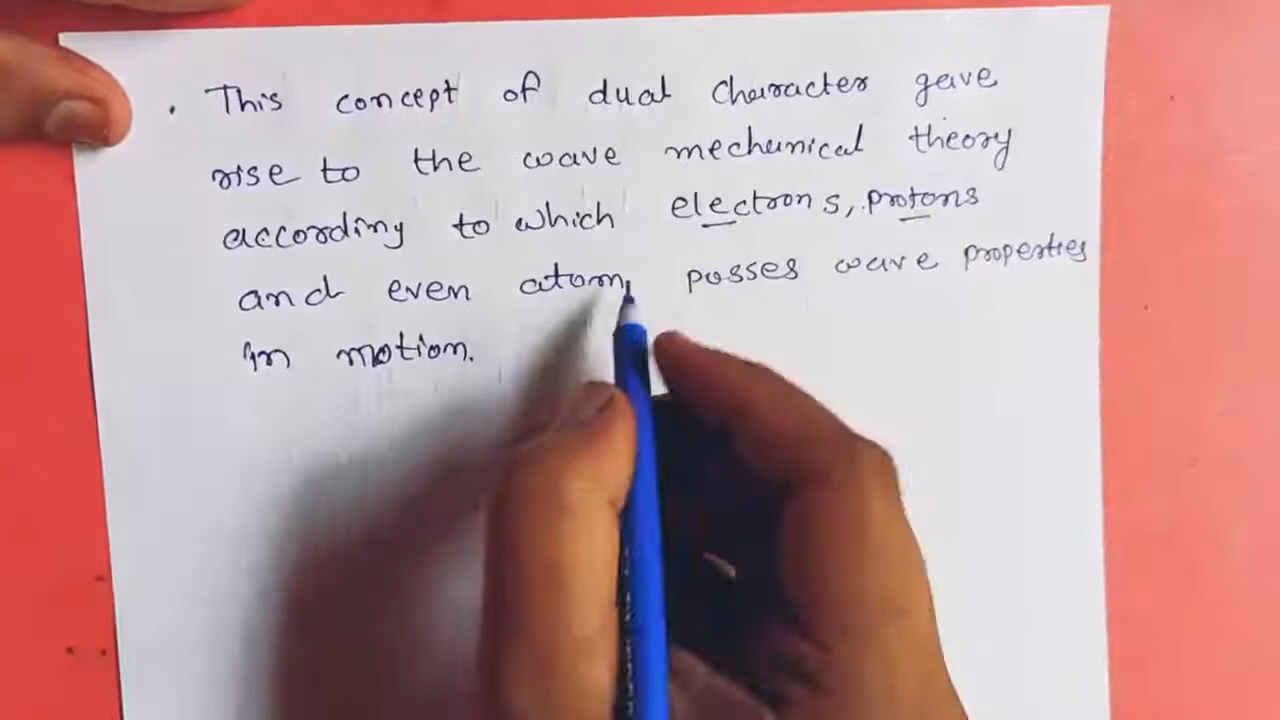 . This concept of dual character gave
rise to the wave mechanical theory
according to which electrons, protons
and even atom, posses wave properties
in motion.